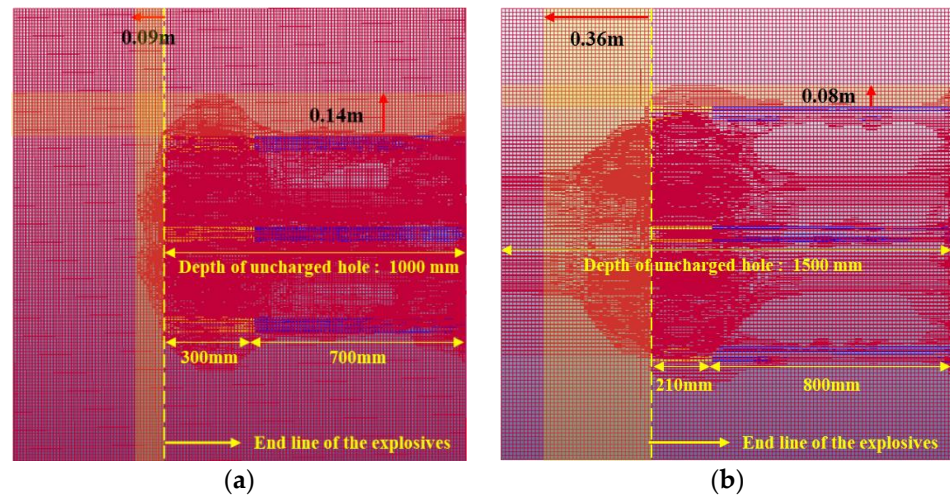 0.09m
0.14m
Depth of uncharged hole : 1000 mm
300mm
700mm
End line of the explosives
(a)
0.36m
0.08m
Depth of uncharged hole : 1500 mm
210mm
800mm
End line of the explosives
(b)